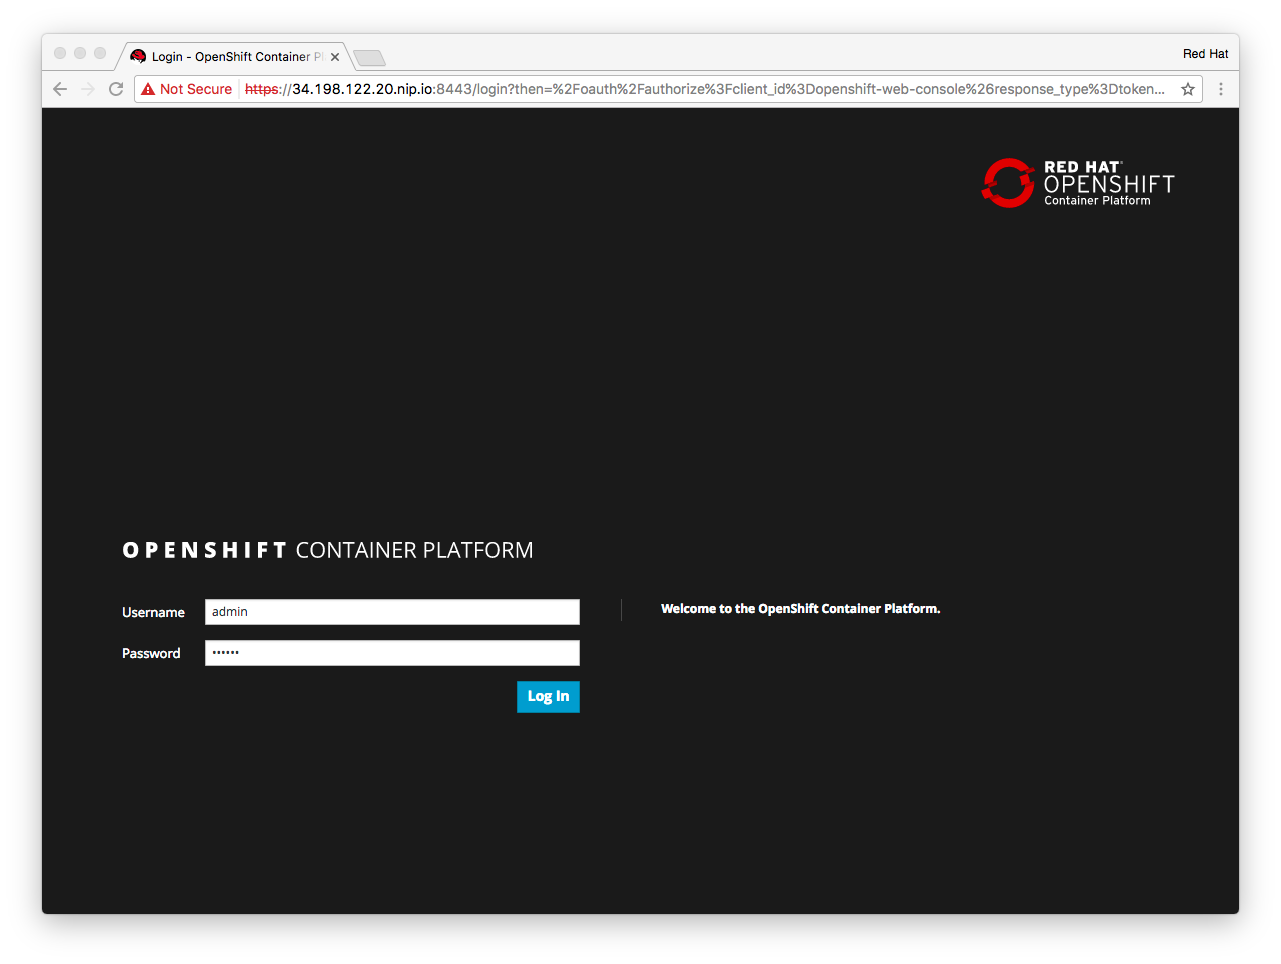 Login - OpenShift Container Pl
Red Hat
Not Secure https://34.198.122.20.nip.io:8443/login?then=%2Foauth%2Fauthorize%3Fclient_id%3Dopenshift-web-console%26response_type%3Dtoken...
RED HAT®
OPENSHIFT
Container Platform
OPENSHIFT CONTAINER PLATFORM
Username admin
Welcome to the OpenShift Container Platform.
Password ••••••
Log In